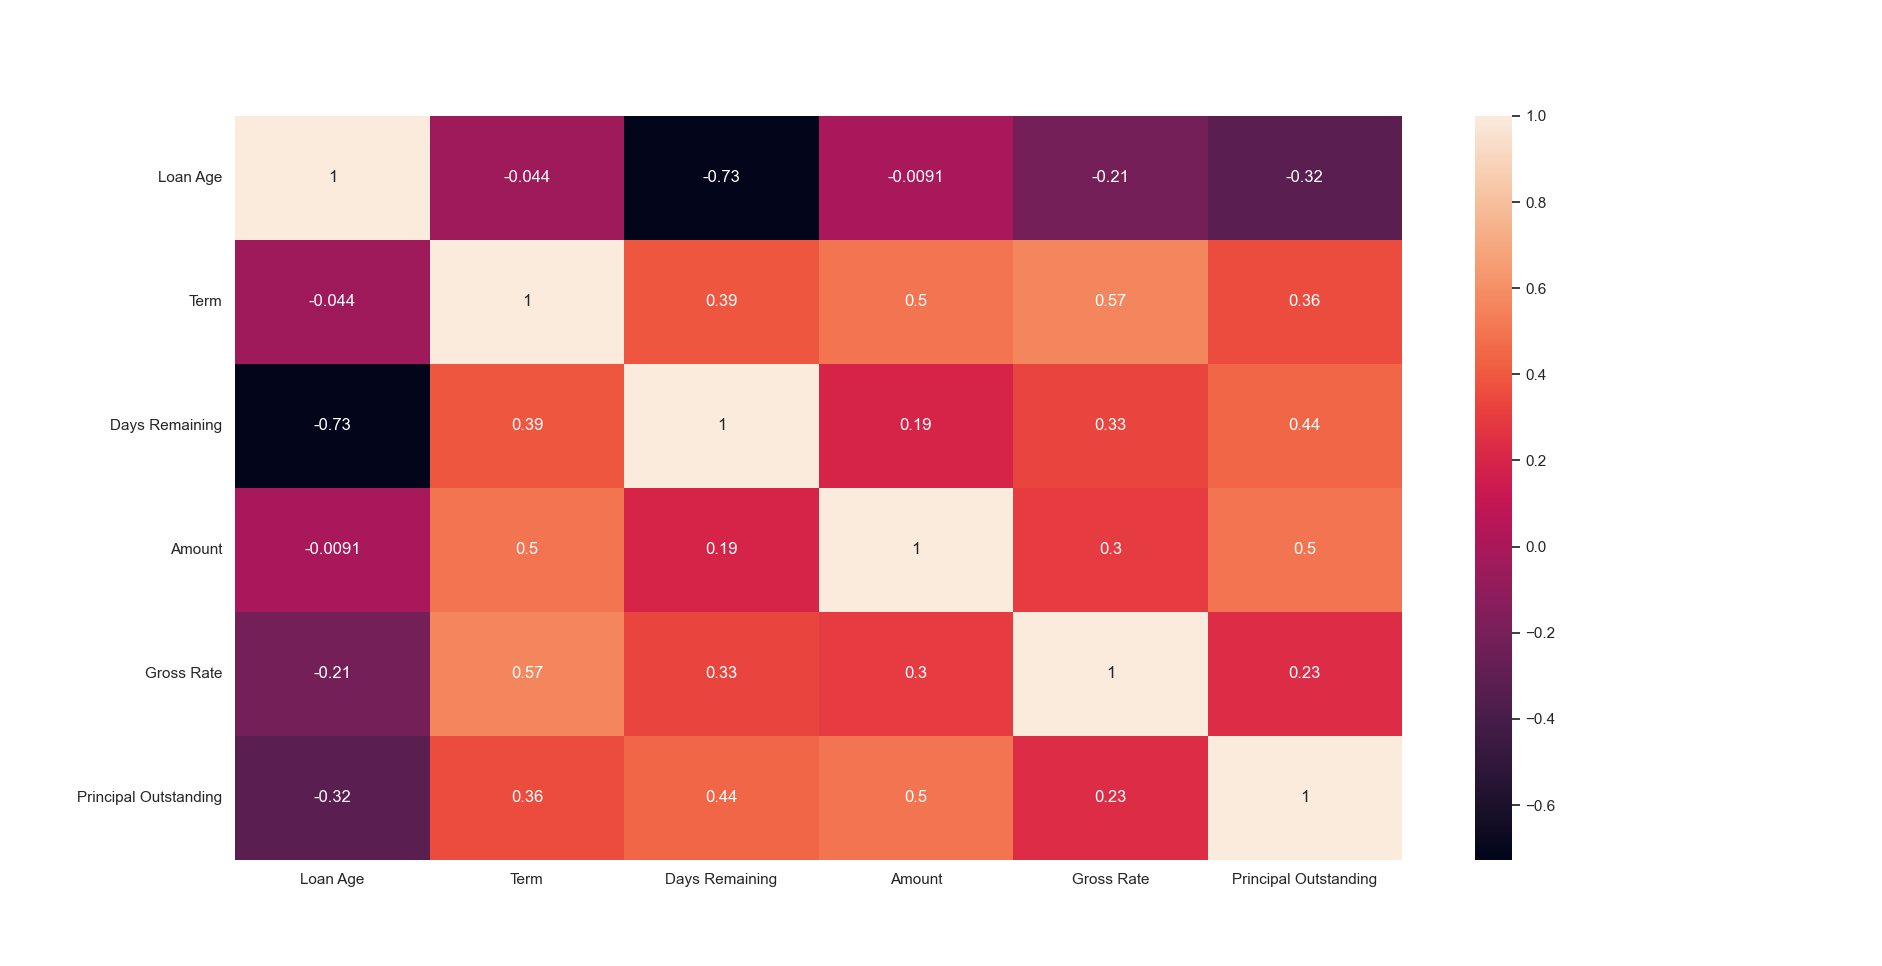 Loan Age 1 -0.044 -0.73 -0.0091 -0.21 -0.32
Term -0.044 1 0.39 0.5 0.57 0.36
Days Remaining -0.73 0.39 1 0.19 0.33 0.44
Amount -0.0091 0.5 0.19 1 0.3 0.5
Gross Rate -0.21 0.57 0.33 0.3 1 0.23
Principal Outstanding -0.32 0.36 0.44 0.5 0.23 1
Loan Age Term Days Remaining Amount Gross Rate Principal Outstanding
1.0
0.8
0.6
0.4
0.2
0.0
−0.2
−0.4
−0.6